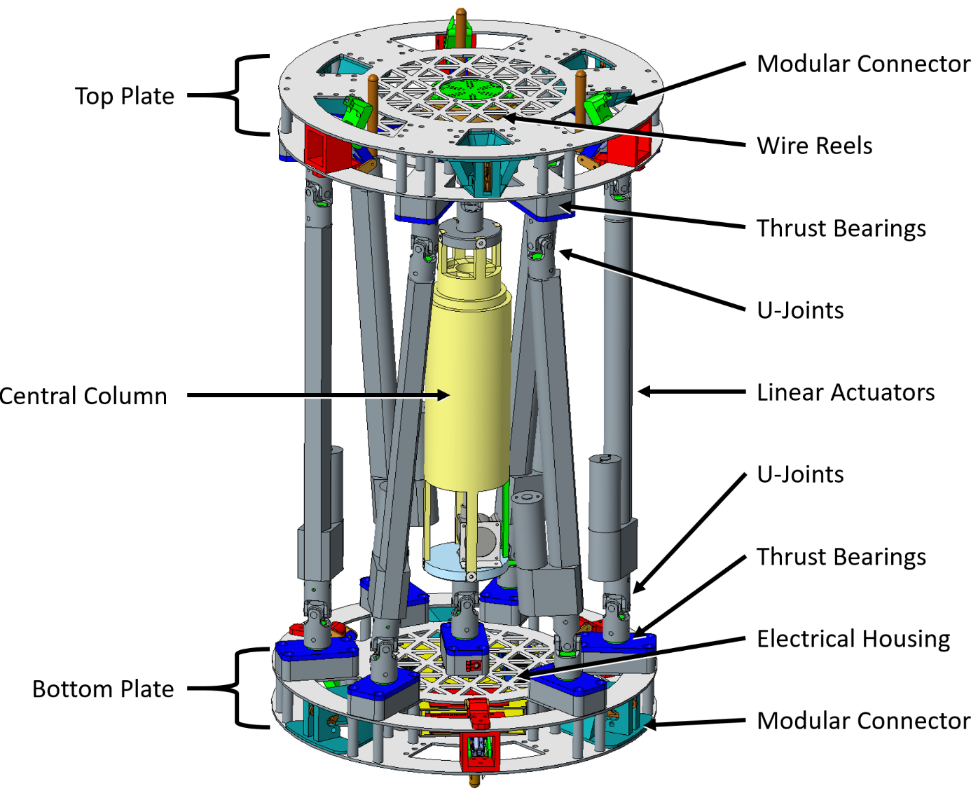 Modular Connector
Top Plate
Wire Reels
Thrust Bearings
U-Joints
Central Column
Linear Actuators
U-Joints
Thrust Bearings
Electrical Housing
Bottom Plate
Modular Connector